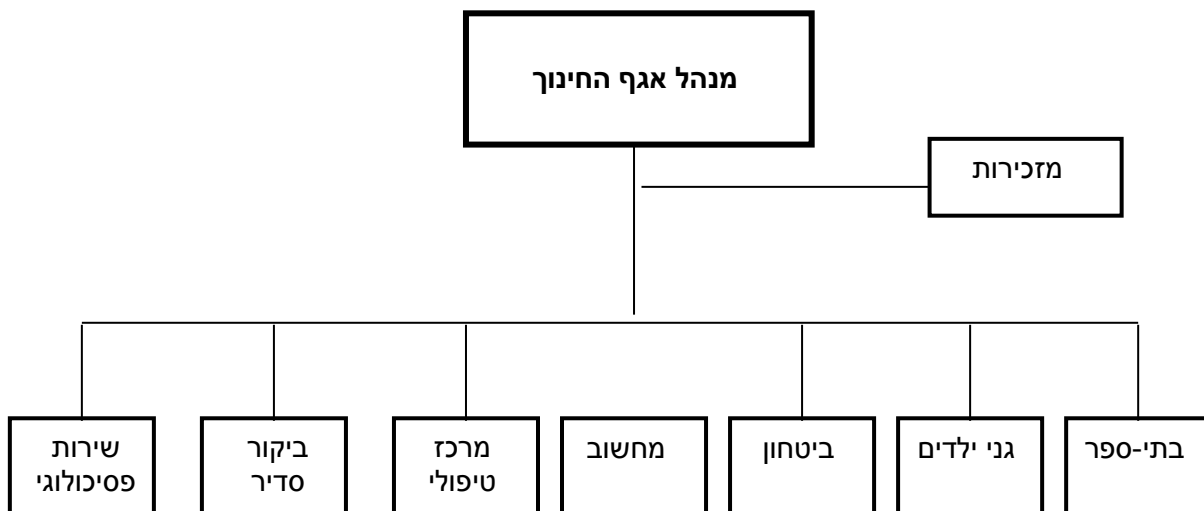 מנהל אגף החינוך
מזכירות
בתי-ספר
גני ילדים
ביטחון
מחשוב
מרכז
טיפולי
ביקור
סדיר
שירות
פסיכולוגי